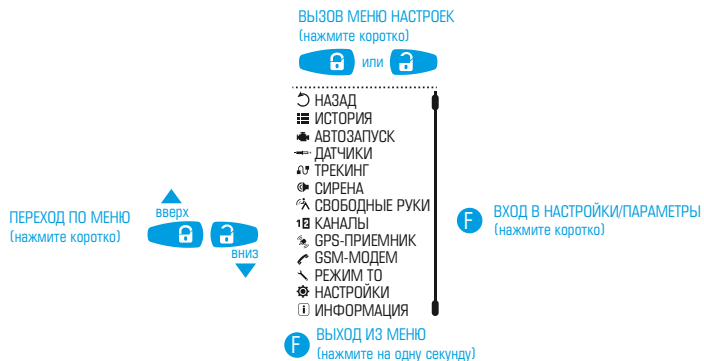 ВЫЗОВ МЕНЮ НАСТРОЕК
(нажмите коротко)
или
НАЗАД
ИСТОРИЯ
АВТОЗАПУСК
ДАТЧИКИ
ТРЕКИНГ
СИРЕНА
СВОБОДНЫЕ РУКИ
12 КАНАЛЫ
GPS-ПРИЕМНИК
GSM-МОДЕМ
РЕЖИМ ТО
НАСТРОЙКИ
i ИНФОРМАЦИЯ
ПЕРЕХОД ПО МЕНЮ
(нажмите коротко)
вверх
вниз
F ВХОД В НАСТРОЙКИ/ПАРАМЕТРЫ
(нажмите коротко)
F ВЫХОД ИЗ МЕНЮ
(нажмите на одну секунду)